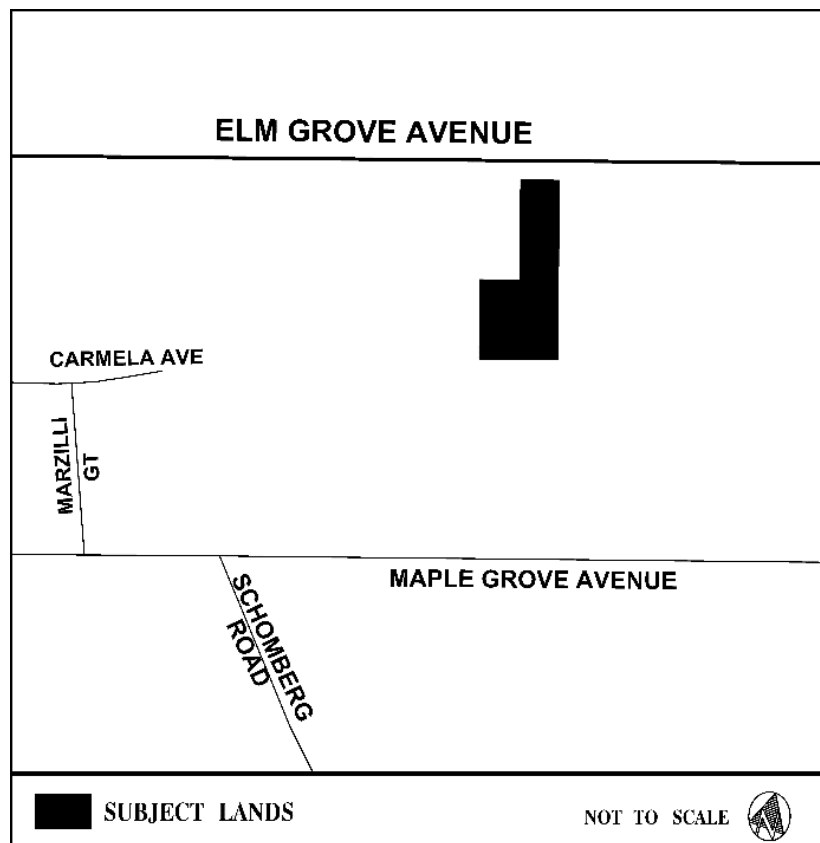 ELM GROVE AVENUE
CARMELA AVE
MARZILLI
GT
MAPLE GROVE AVENUE
SCHOMBERG
ROAD
SUBJECT LANDS
NOT TO SCALE